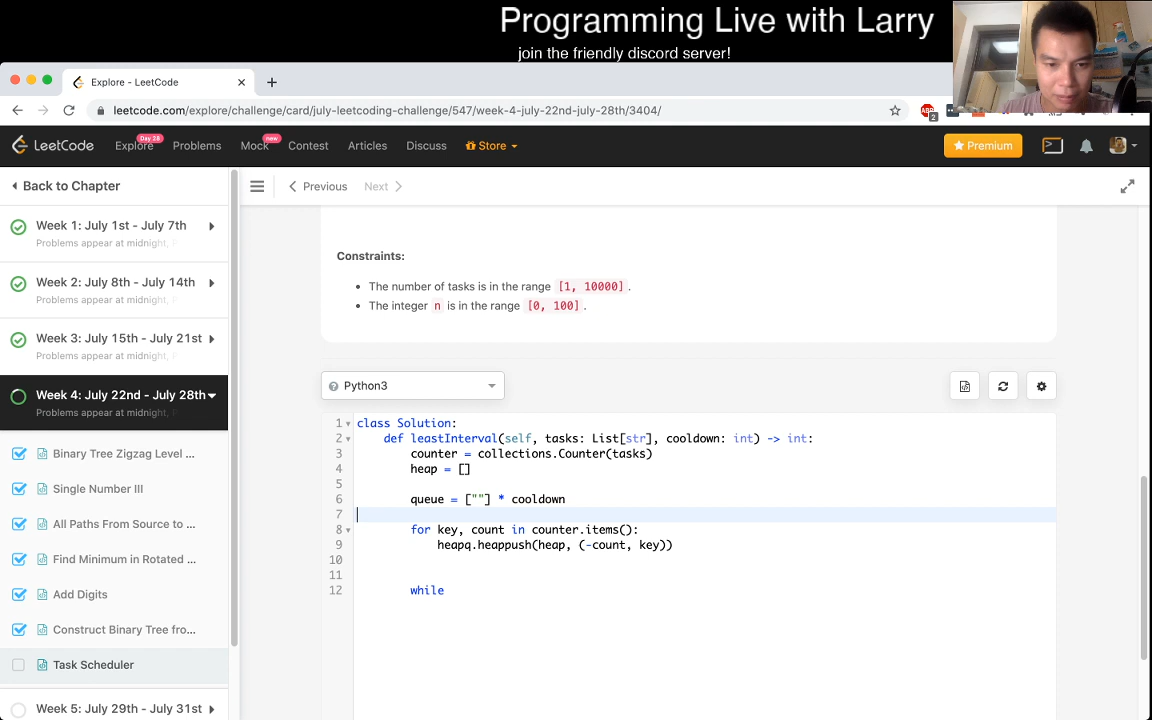 Programming Live with Larry
join the friendly discord server!
Explore - LeetCode
leetcode.com/explore/challenge/card/july-leetcoding-challenge/547/week-4-july-22nd-july-28th/3404/
ABP
2
LeetCode
Explore
Day 28
Problems
Mock
new
Contest
Articles
Discuss
Store
Premium
Back to Chapter
Previous
Next
Week 1: July 1st - July 7th
Problems appear at midnight, P
Week 2: July 8th - July 14th
Problems appear at midnight, P
Week 3: July 15th - July 21st
Problems appear at midnight, P
Week 4: July 22nd - July 28th
Problems appear at midnight, P
Binary Tree Zigzag Level ...
Single Number III
All Paths From Source to ...
Find Minimum in Rotated ...
Add Digits
Construct Binary Tree fro...
Task Scheduler
Week 5: July 29th - July 31st
Constraints:
• The number of tasks is in the range [1, 10000].
• The integer n is in the range [0, 100].
Python3
1 class Solution:
2 def leastInterval(self, tasks: List[str], cooldown: int) -> int:
3 counter = collections.Counter(tasks)
4 heap = []
5
6 queue = [""] * cooldown
7
8 for key, count in counter.items():
9 heapq.heappush(heap, (-count, key))
10
11
12 while